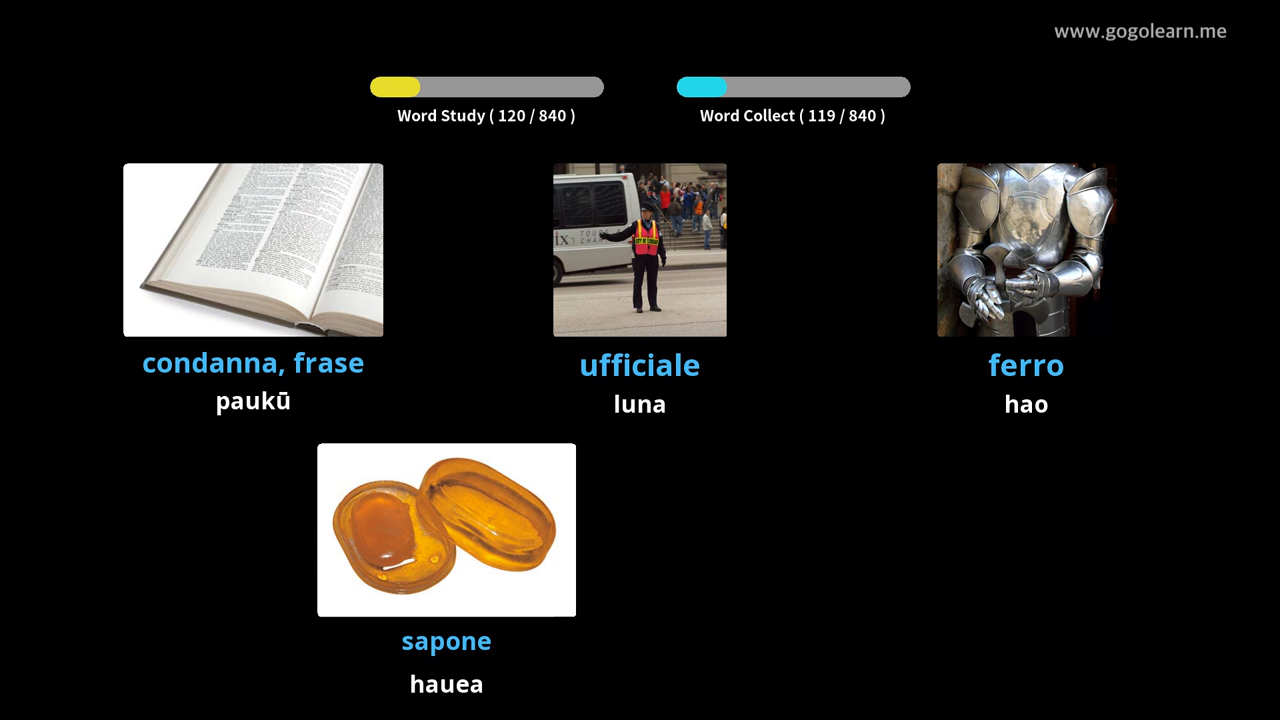 www.gogolearn.me
Word Study ( 120 / 840 )
Word Collect ( 119 / 840 )
condanna, frase
paukū
ufficiale
luna
ferro
hao
sapone
hauea